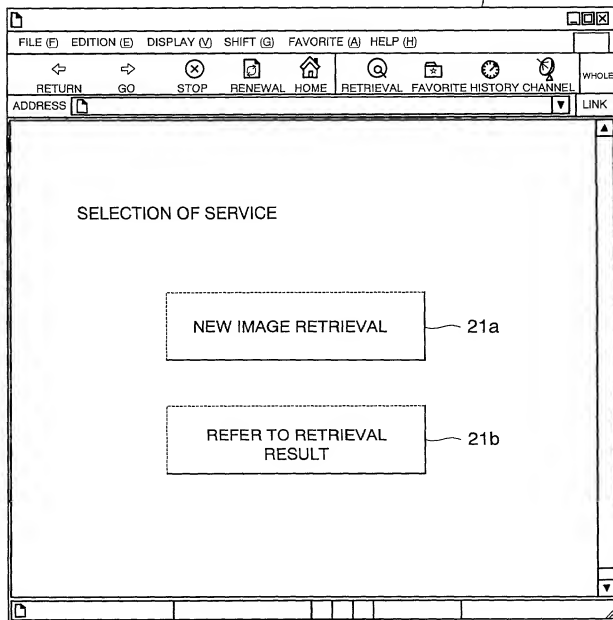 FILE (F) EDITION (E) DISPLAY (V) SHIFT (G) FAVORITE (A) HELP (H)
RETURN GO STOP RENEWAL HOME RETRIEVAL FAVORITE HISTORY CHANNEL WHOLE
ADDRESS LINK
SELECTION OF SERVICE
NEW IMAGE RETRIEVAL 21a
REFER TO RETRIEVAL
RESULT 21b